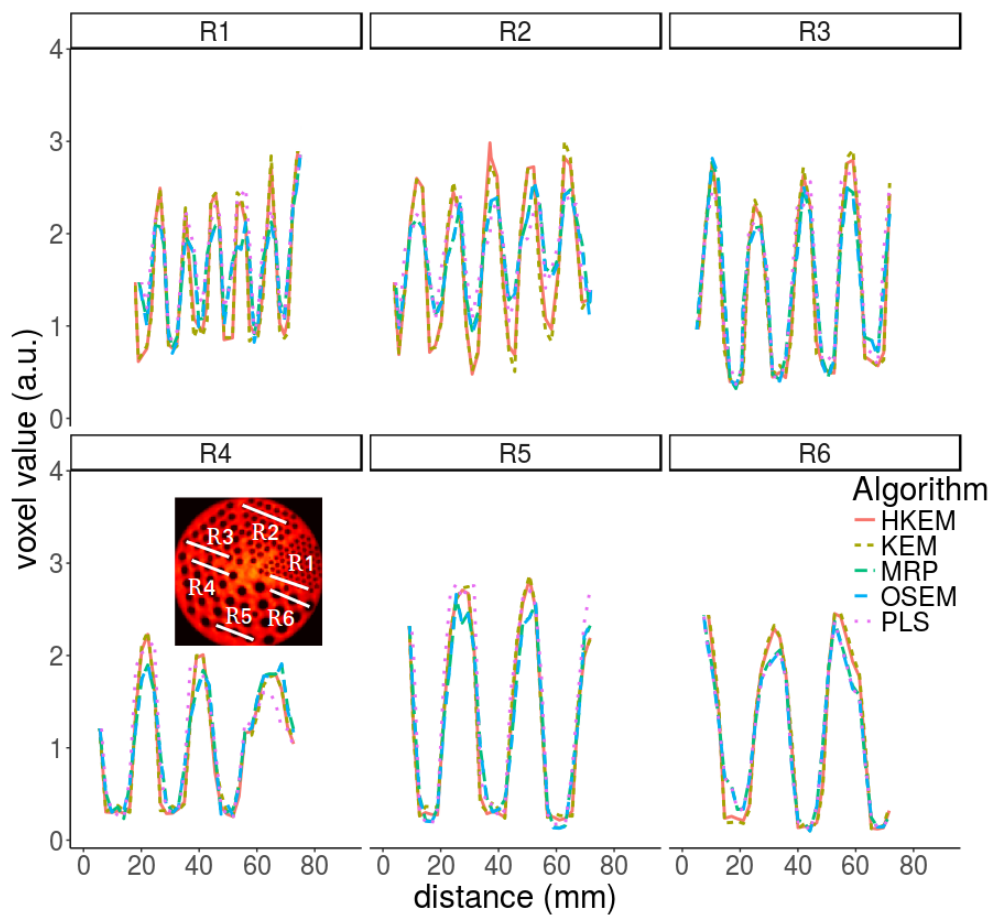 R1 R2 R3
4
3
2
1
0
voxel value (a.u.)
R4 R5 R6
4
3
2
1
0
R2
R3
R1
R4
R5 R6
Algorithm
HKEM
KEM
MRP
OSEM
PLS
0 20 40 60 80 0 20 40 60 80 0 20 40 60 80
distance (mm)